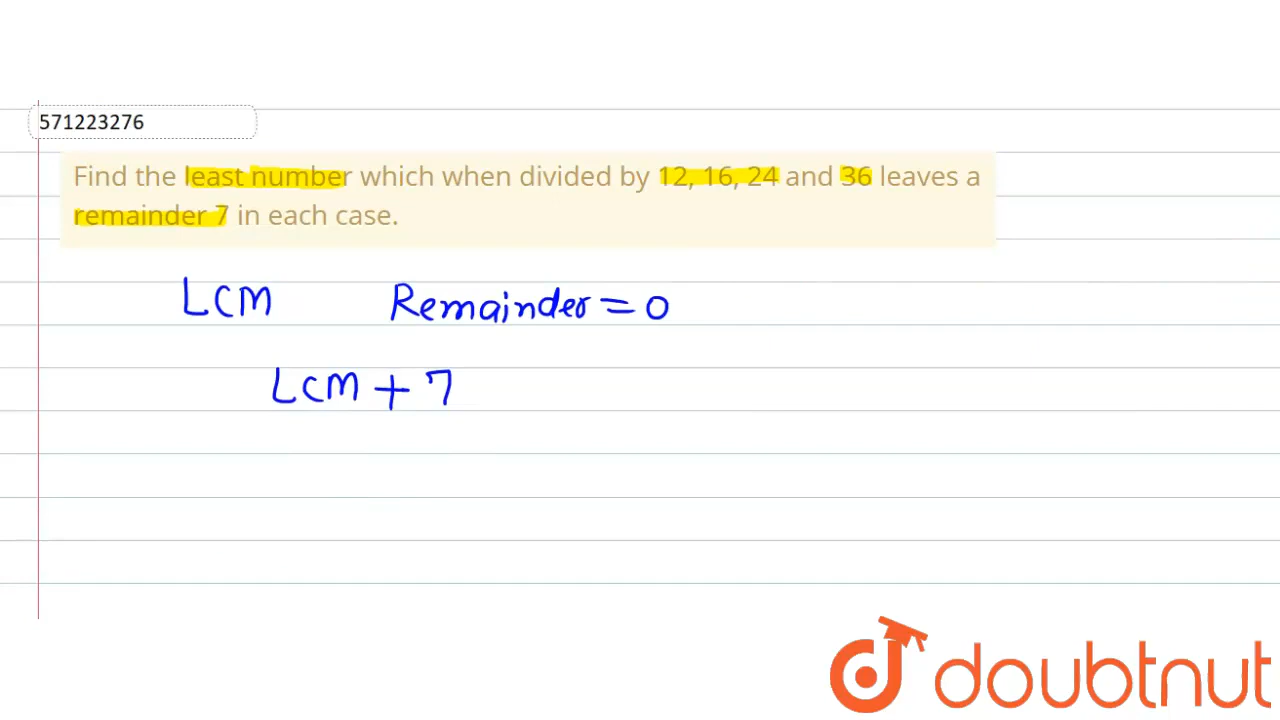 571223276
Find the least number which when divided by 12, 16, 24 and 36 leaves a
remainder 7 in each case.
LCM Remainder = 0
LCM + 7
doubtnut